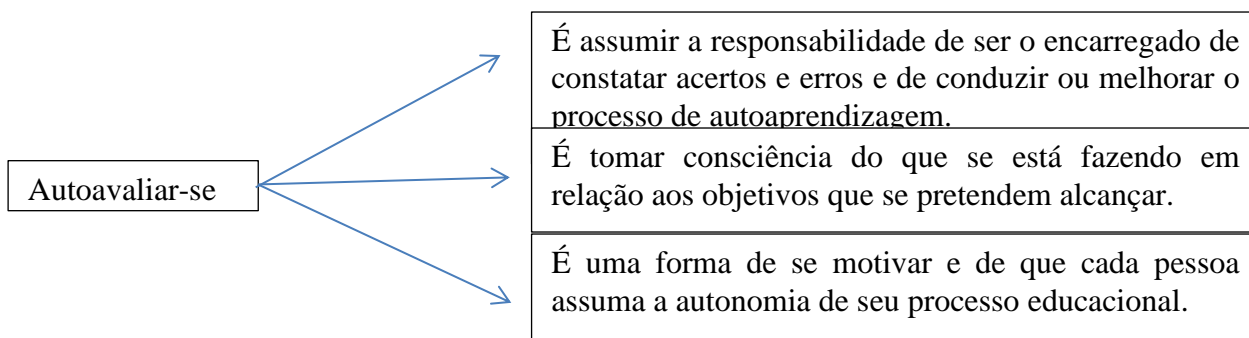 É assumir a responsabilidade de ser o encarregado de
constatar acertos e erros e de conduzir ou melhorar o
processo de autoaprendizagem.
É tomar consciência do que se está fazendo em
relação aos objetivos que se pretendem alcançar.
Autoavaliar-se
É uma forma de se motivar e de que cada pessoa
assuma a autonomia de seu processo educacional.